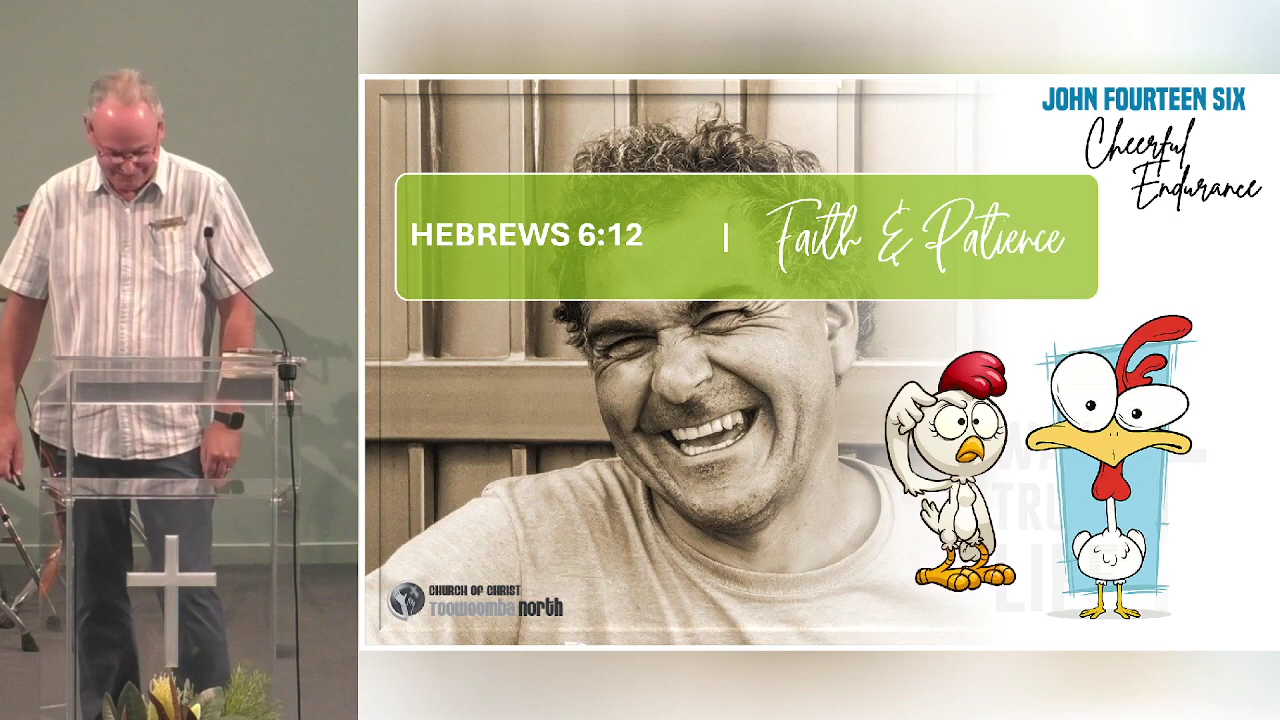 JOHN FOURTEEN SIX
Cheerful
Endurance
HEBREWS 6:12 | Faith & Patience
CHURCH OF CHRIST
TOOWOOMBA NORTH